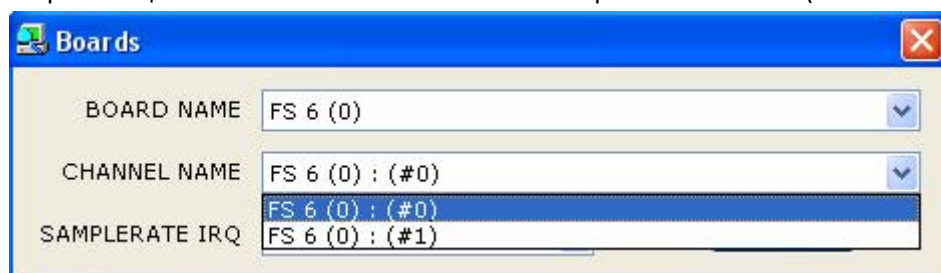 Boards
BOARD NAME FS 6 (0)
CHANNEL NAME FS 6 (0) : (#0)
FS 6 (0) : (#0)
SAMPLERATE IRQ FS 6 (0) : (#1)